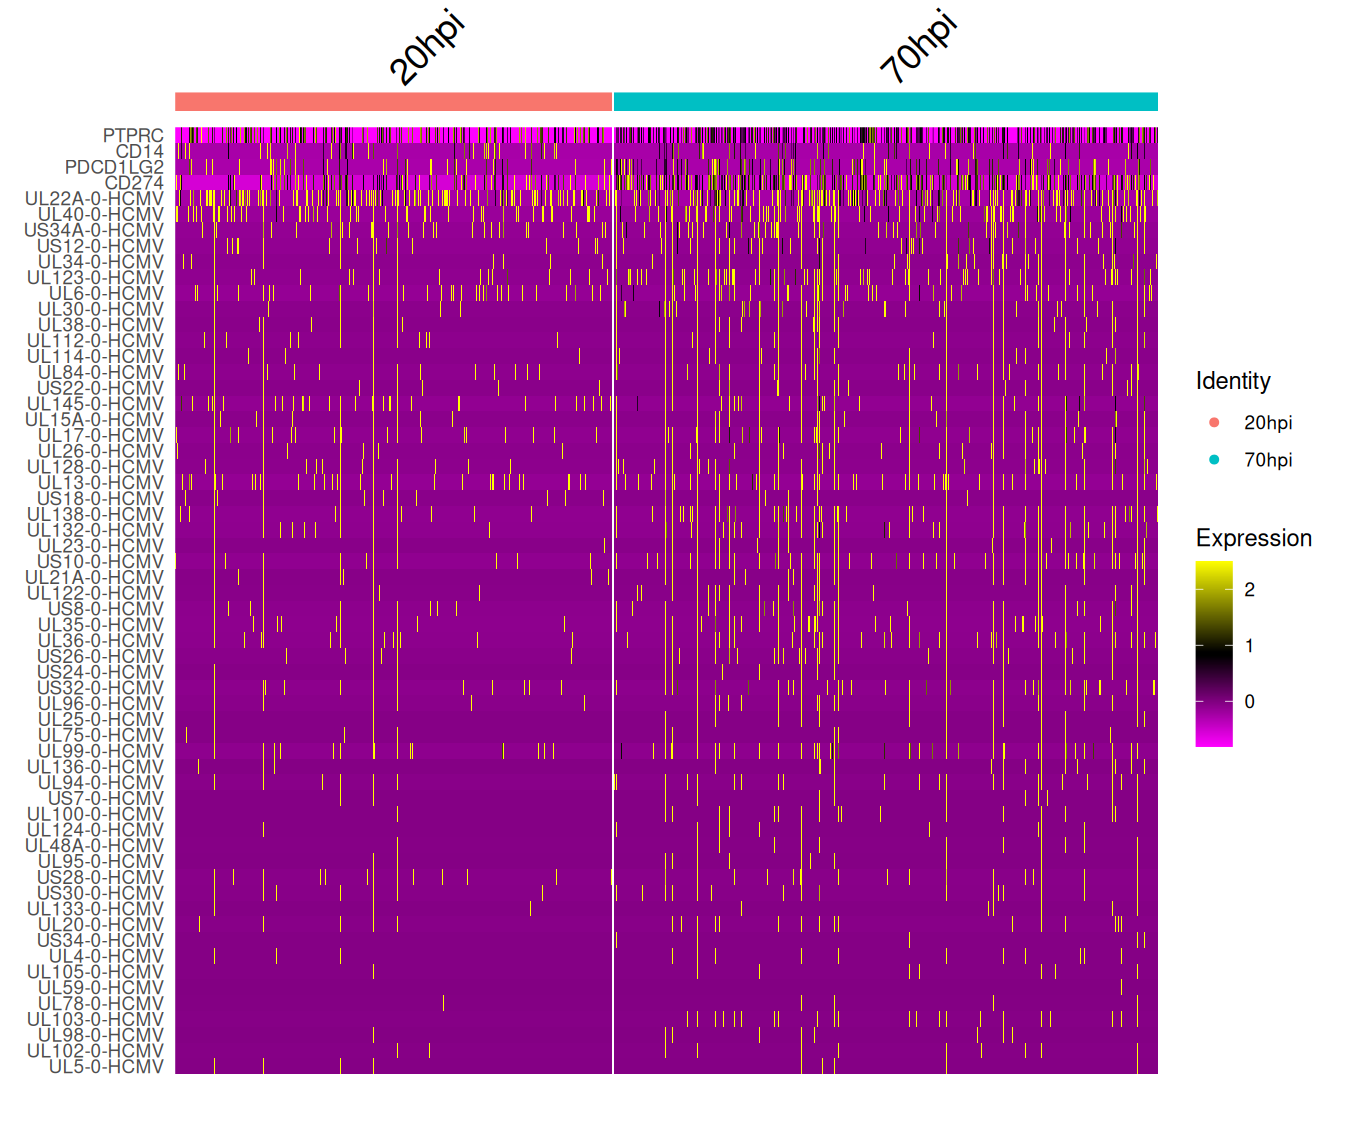 20hpi
70hpi
PTPRC
CD14
PDCD1LG2
CD274
UL22A-0-HCMV
UL40-0-HCMV
US34A-0-HCMV
US12-0-HCMV
UL34-0-HCMV
UL123-0-HCMV
UL6-0-HCMV
UL30-0-HCMV
UL38-0-HCMV
UL112-0-HCMV
UL114-0-HCMV
UL84-0-HCMV
US22-0-HCMV
UL145-0-HCMV
UL15A-0-HCMV
UL17-0-HCMV
UL26-0-HCMV
UL128-0-HCMV
UL13-0-HCMV
US18-0-HCMV
UL138-0-HCMV
UL132-0-HCMV
UL23-0-HCMV
US10-0-HCMV
UL21A-0-HCMV
UL122-0-HCMV
US8-0-HCMV
UL35-0-HCMV
UL36-0-HCMV
US26-0-HCMV
US24-0-HCMV
US32-0-HCMV
UL96-0-HCMV
UL25-0-HCMV
UL75-0-HCMV
UL99-0-HCMV
UL136-0-HCMV
UL94-0-HCMV
US7-0-HCMV
UL100-0-HCMV
UL124-0-HCMV
UL48A-0-HCMV
UL95-0-HCMV
US28-0-HCMV
US30-0-HCMV
UL133-0-HCMV
UL20-0-HCMV
US34-0-HCMV
UL4-0-HCMV
UL105-0-HCMV
UL59-0-HCMV
UL78-0-HCMV
UL103-0-HCMV
UL98-0-HCMV
UL102-0-HCMV
UL5-0-HCMV
Identity
20hpi
70hpi
Expression
2
1
0